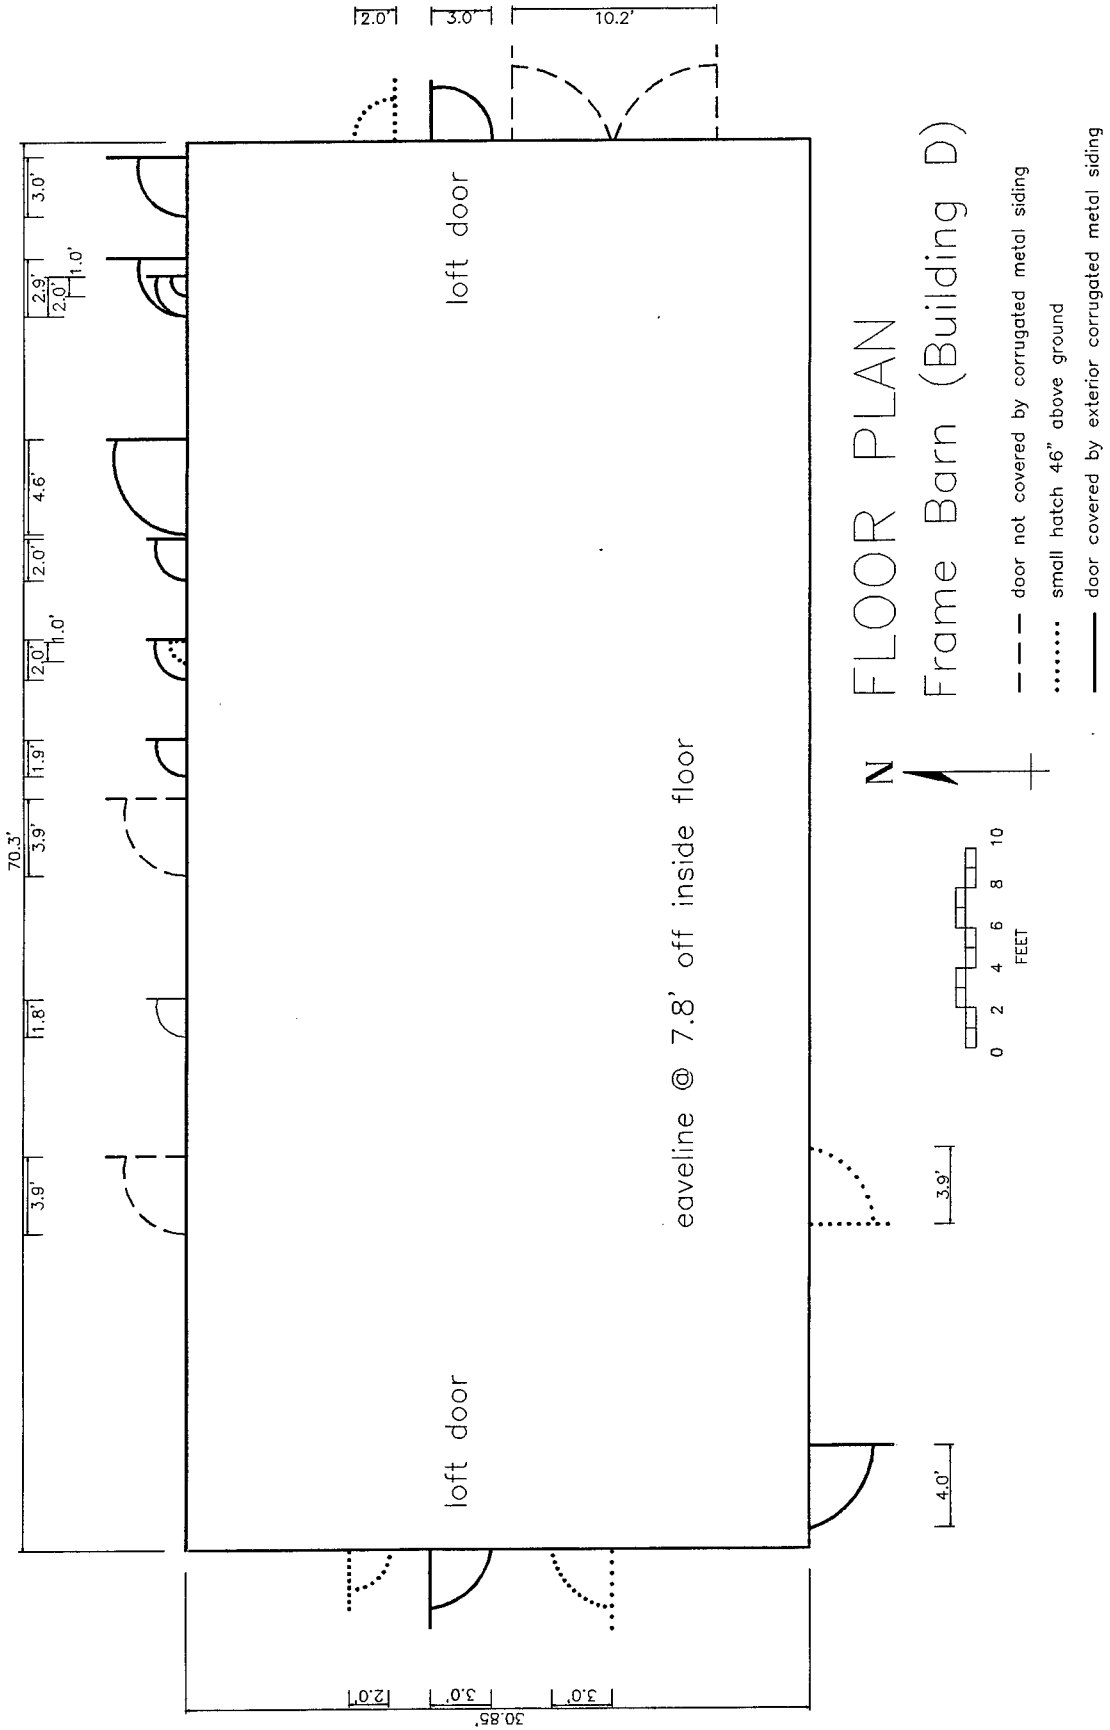 70.3'
3.9'
1.8'
3.9'
1.9'
2.0'
1.0'
2.0'
4.6'
2.9'
2.0'
1.0'
3.0'
30.85'
2.0'
3.0'
3.0'
2.0'
3.0'
10.2'
loft door
loft door
eaveline @ 7.8' off inside floor
4.0'
3.9'
0 2 4 6 8 10
FEET
N
FLOOR PLAN
Frame Barn (Building D)
door not covered by corrugated metal siding
small hatch 46" above ground
door covered by exterior corrugated metal siding